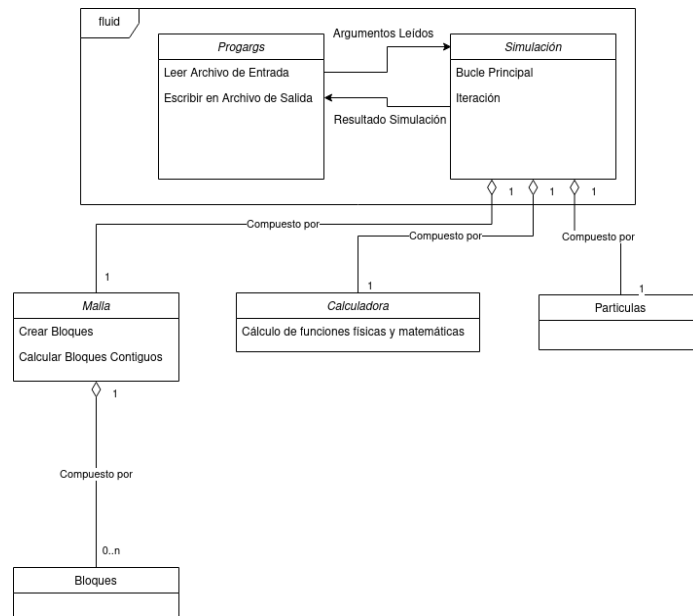 fluid
Argumentos Leídos
Progargs
Leer Archivo de Entrada
Escribir en Archivo de Salida
Simulación
Bucle Principal
Iteración
Resultado Simulación
1
1
1
Compuesto por
Compuesto por
Compuesto por
1
1
1
Malla
Crear Bloques
Calcular Bloques Contiguos
Calculadora
Cálculo de funciones físicas y matemáticas
Particulas
1
Compuesto por
0..n
Bloques